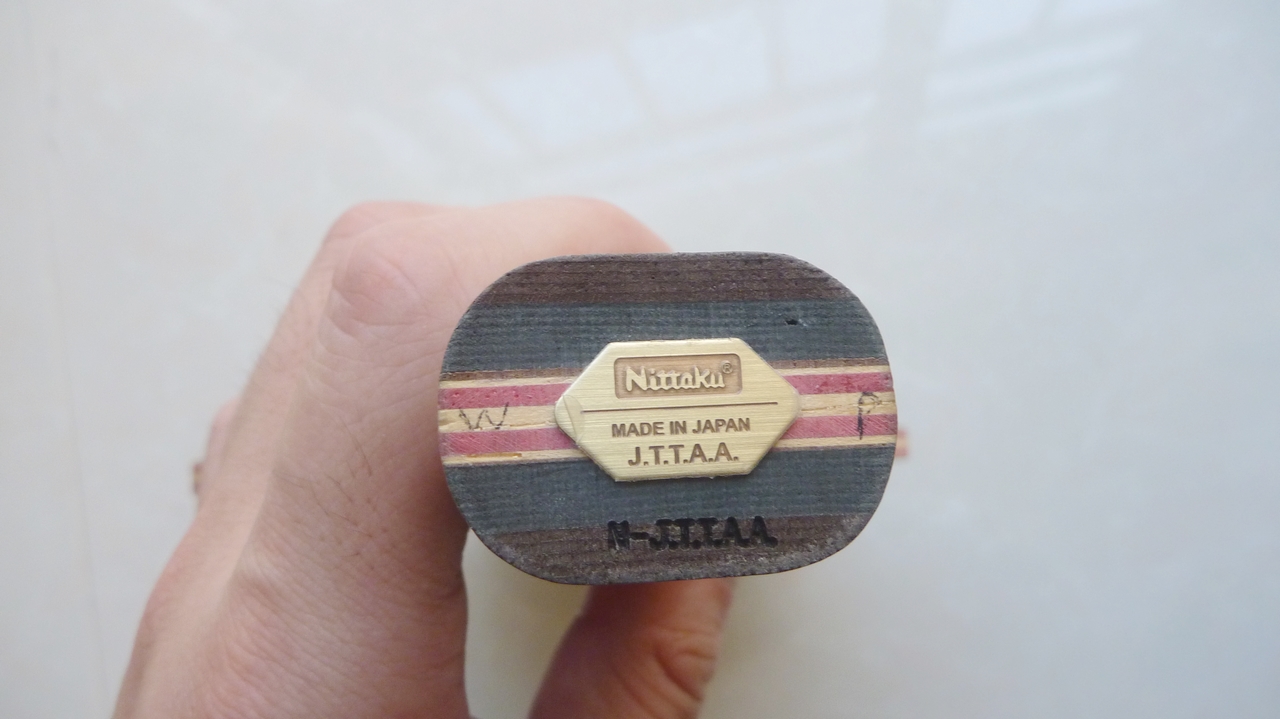 Nittaku®
MADE IN JAPAN
J.T.T.A.A.
W P
N-J.T.T.A.A.